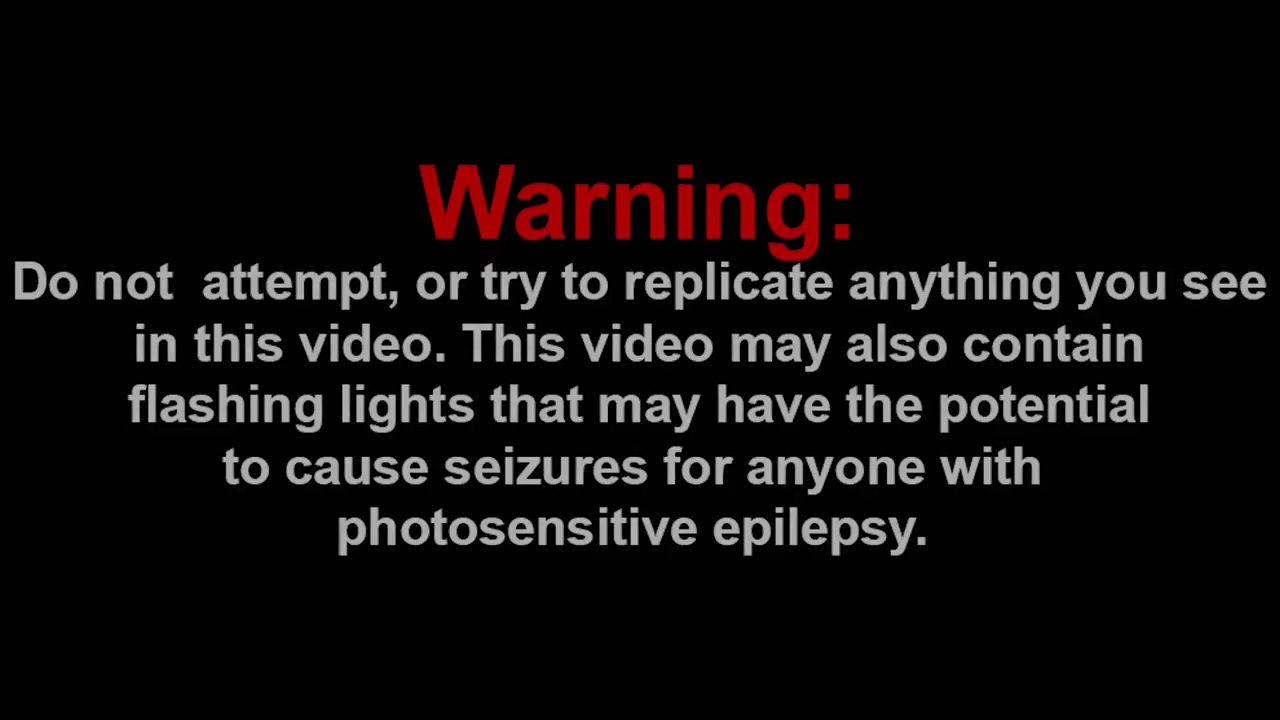 Warning:
Do not  attempt, or try to replicate anything you see
in this video. This video may also contain
flashing lights that may have the potential
to cause seizures for anyone with
photosensitive epilepsy.